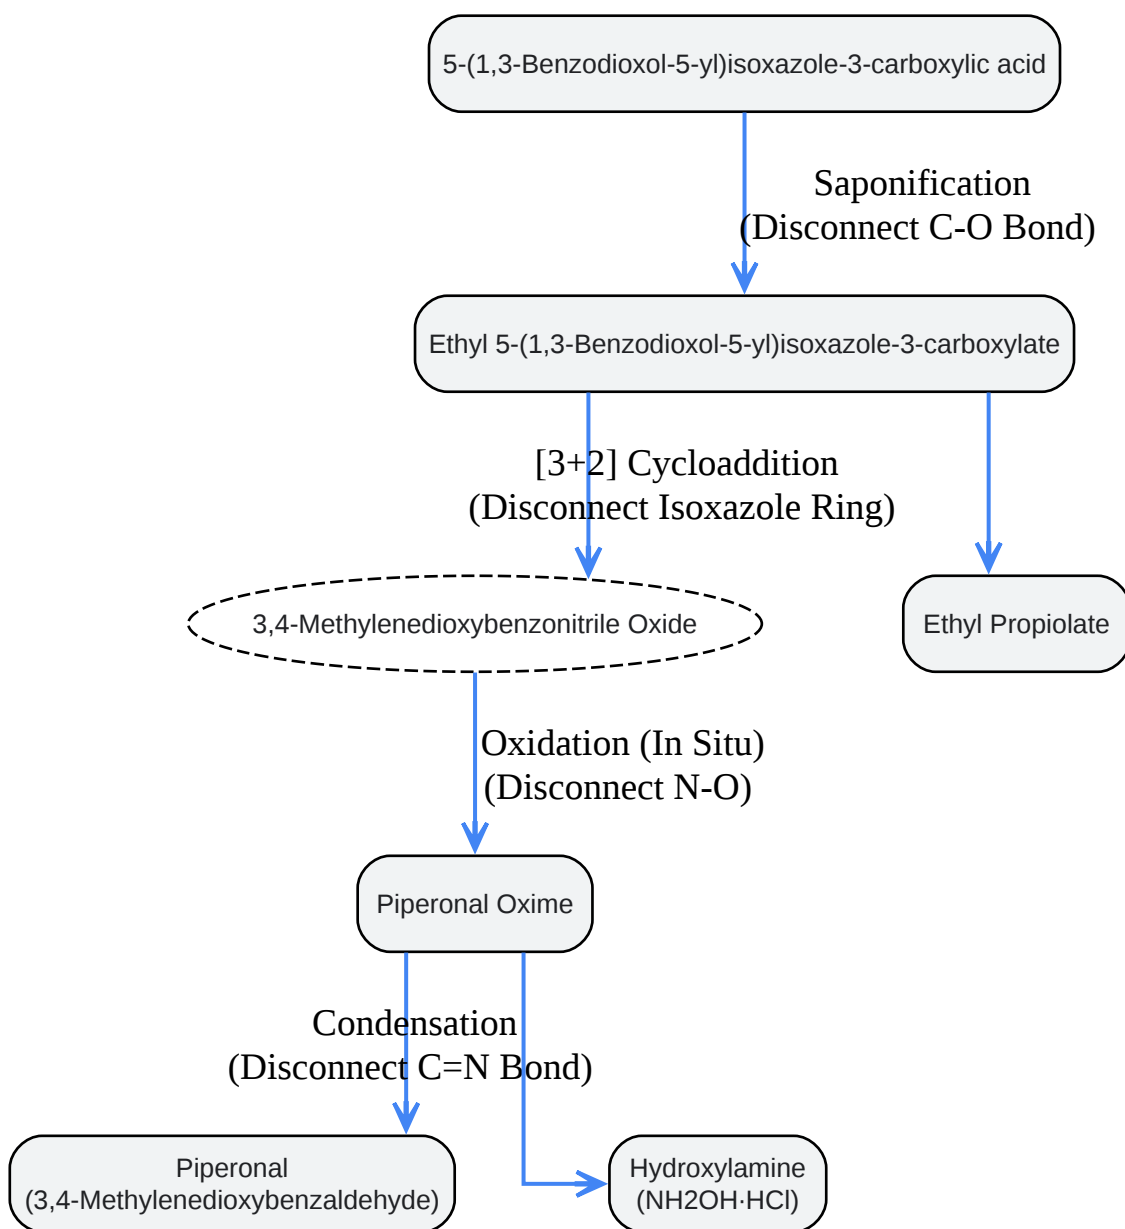 5-(1,3-Benzodioxol-5-yl)isoxazole-3-carboxylic acid
Saponification
(Disconnect C-O Bond)
Ethyl 5-(1,3-Benzodioxol-5-yl)isoxazole-3-carboxylate
[3+2] Cycloaddition
(Disconnect Isoxazole Ring)
3,4-Methylenedioxybenzonitrile Oxide
Ethyl Propiolate
Oxidation (In Situ)
(Disconnect N-O)
Piperonal Oxime
Condensation
(Disconnect C=N Bond)
Piperonal
(3,4-Methylenedioxybenzaldehyde)
Hydroxylamine
(NH2OH·HCl)